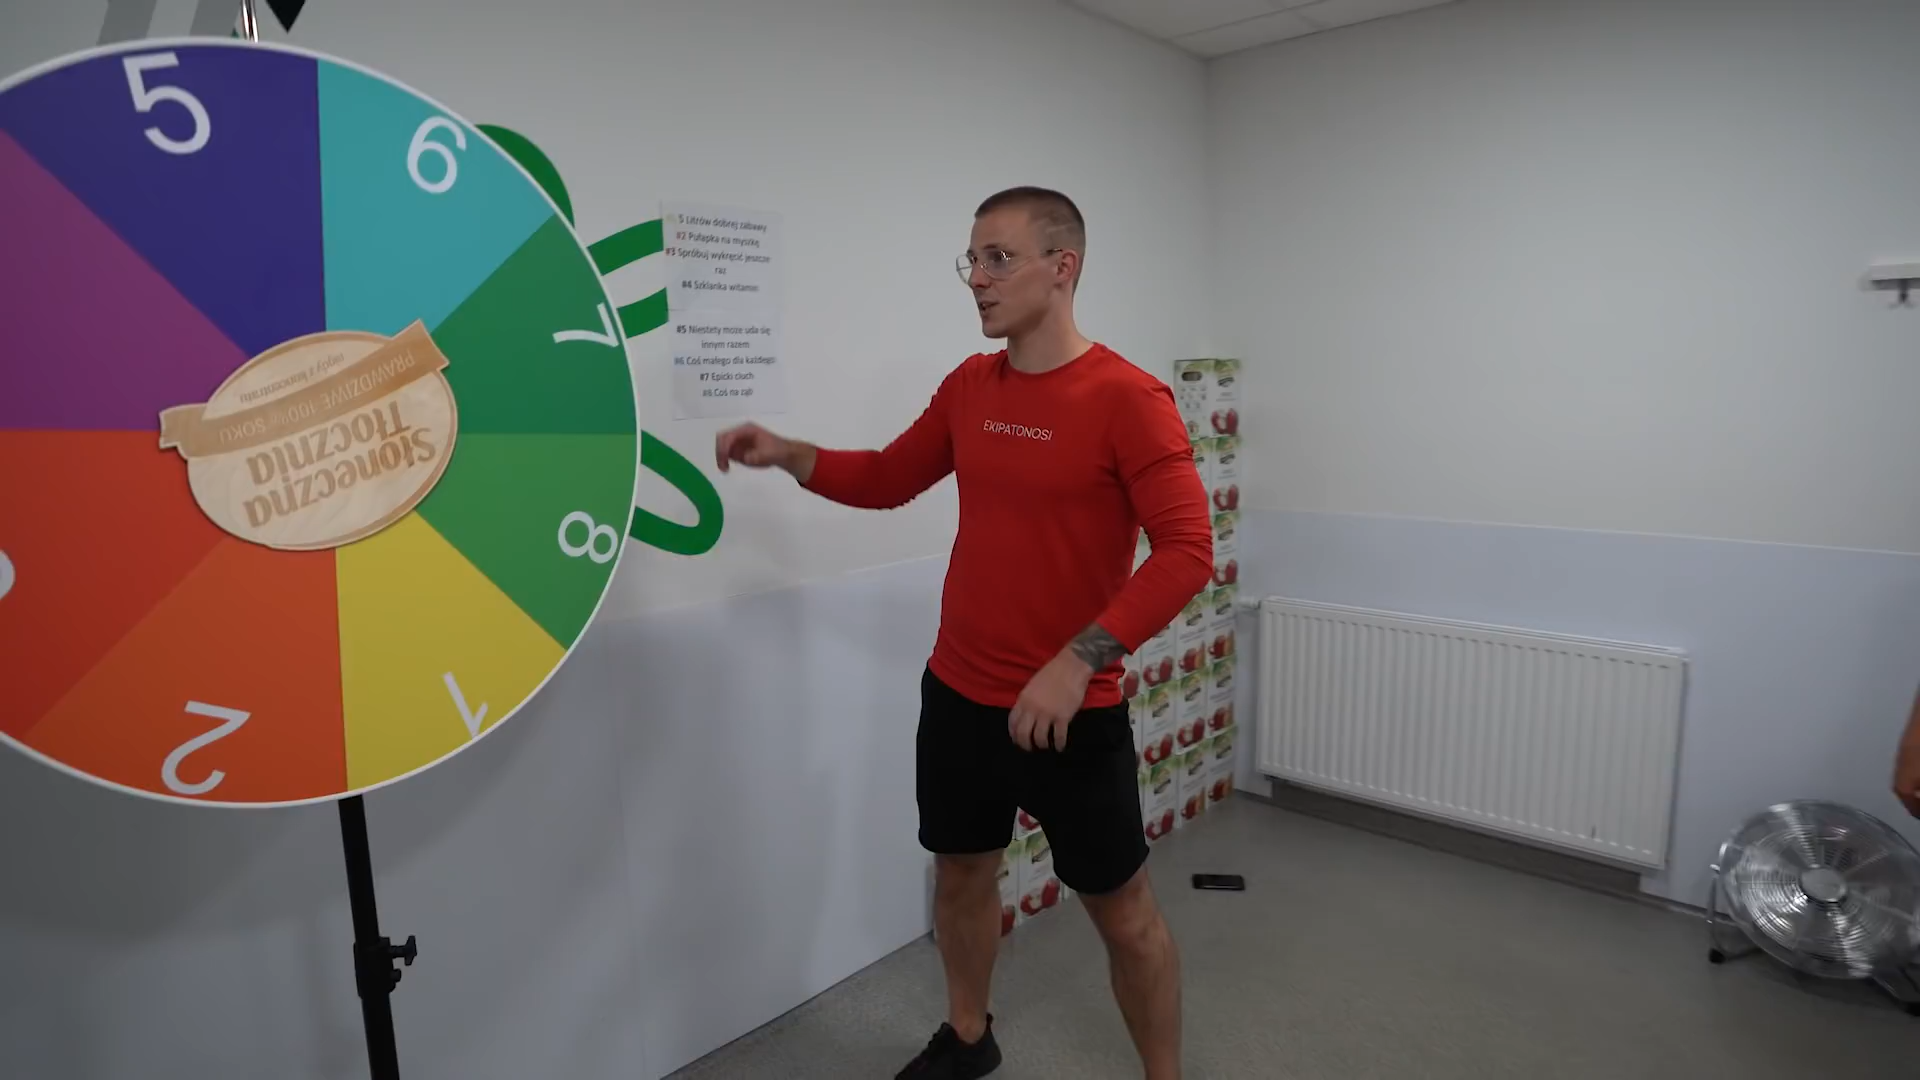 5
6
7
8
1
2
Słoneczna
Tłocznia
PRAWDZIWE 100% SOKU
nigdy z koncentratu
5 Litrów dobrej zabawy
#2 Pułapka na myszkę
#3 Spróbuj wykręcić jeszcze
raz
#4 Szklanka witamin
#5 Niestety może uda się
innym razem
#6 Coś małego dla każdego
#7 Epicki ciuch
#8 Coś na ząb
EKIPATONOSI